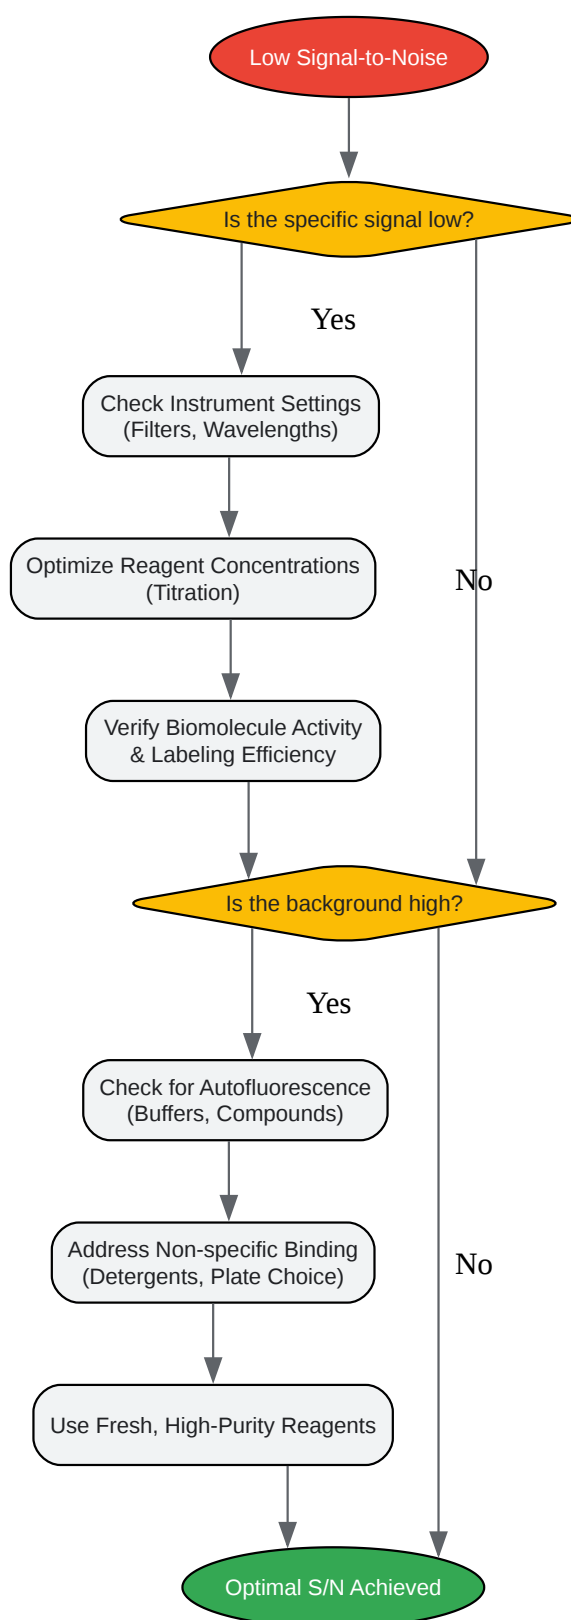 Low Signal-to-Noise
Is the specific signal low?
Yes
Check Instrument Settings
(Filters, Wavelengths)
Optimize Reagent Concentrations
(Titration)
No
Verify Biomolecule Activity
& Labeling Efficiency
Is the background high?
Yes
Check for Autofluorescence
(Buffers, Compounds)
Address Non-specific Binding
(Detergents, Plate Choice)
No
Use Fresh, High-Purity Reagents
Optimal S/N Achieved